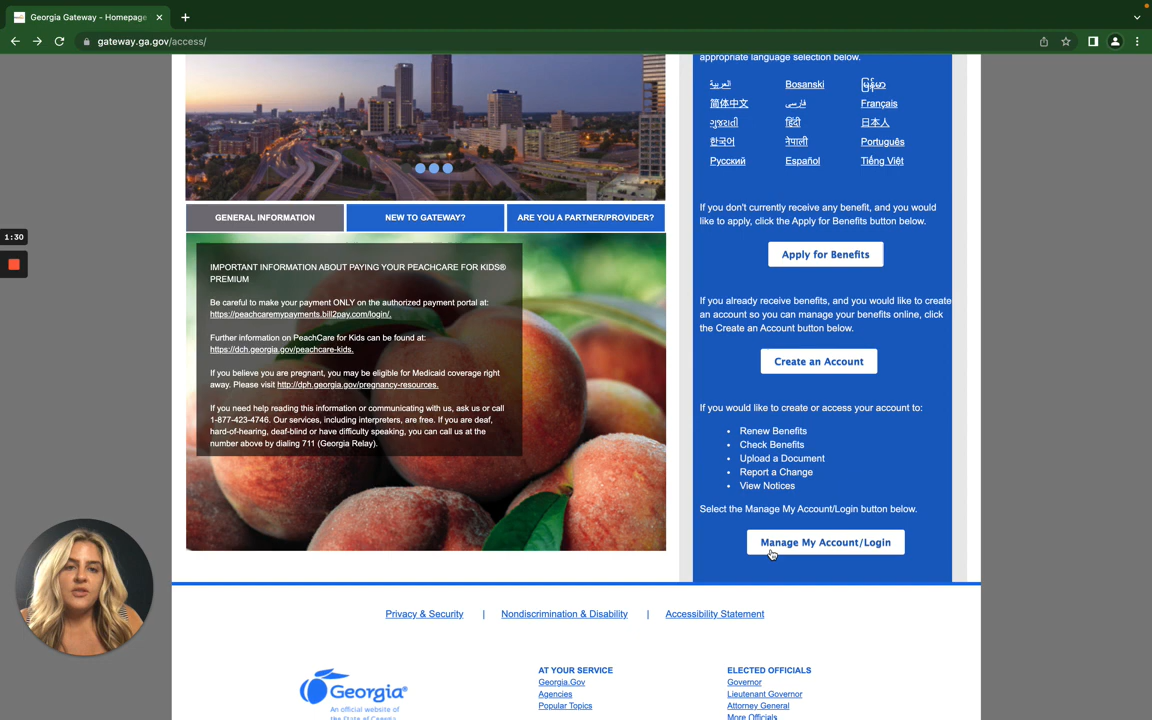 Georgia Gateway - Homepage
gateway.ga.gov/access/
1:30
appropriate language selection below.
العربية
Bosanski
မြန်မာ
简体中文
فارسی
Français
ગુજરાતી
हिंदी
日本人
한국어
नेपाली
Português
Русский
Español
Tiếng Việt
GENERAL INFORMATION
NEW TO GATEWAY?
ARE YOU A PARTNER/PROVIDER?
IMPORTANT INFORMATION ABOUT PAYING YOUR PEACHCARE FOR KIDS®
PREMIUM
Be careful to make your payment ONLY on the authorized payment portal at:
https://peachcaremypayments.bill2pay.com/login/.
Further information on PeachCare for Kids can be found at:
https://dch.georgia.gov/peachcare-kids.
If you believe you are pregnant, you may be eligible for Medicaid coverage right
away. Please visit http://dph.georgia.gov/pregnancy-resources.
If you need help reading this information or communicating with us, ask us or call
1-877-423-4746. Our services, including interpreters, are free. If you are deaf,
hard-of-hearing, deaf-blind or have difficulty speaking, you can call us at the
number above by dialing 711 (Georgia Relay).
If you don't currently receive any benefit, and you would
like to apply, click the Apply for Benefits button below.
Apply for Benefits
If you already receive benefits, and you would like to create
an account so you can manage your benefits online, click
the Create an Account button below.
Create an Account
If you would like to create or access your account to:
• Renew Benefits
• Check Benefits
• Upload a Document
• Report a Change
• View Notices
Select the Manage My Account/Login button below.
Manage My Account/Login
Privacy & Security | Nondiscrimination & Disability | Accessibility Statement
Georgia®
An official website of
the State of Georgia
AT YOUR SERVICE
Georgia.Gov
Agencies
Popular Topics
ELECTED OFFICIALS
Governor
Lieutenant Governor
Attorney General
More Officials